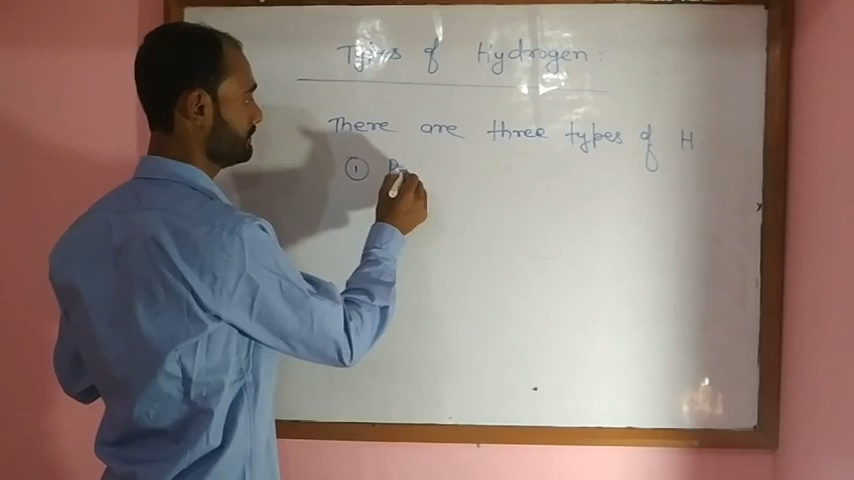 Types of Hydrogen :
There are three types of H
① P